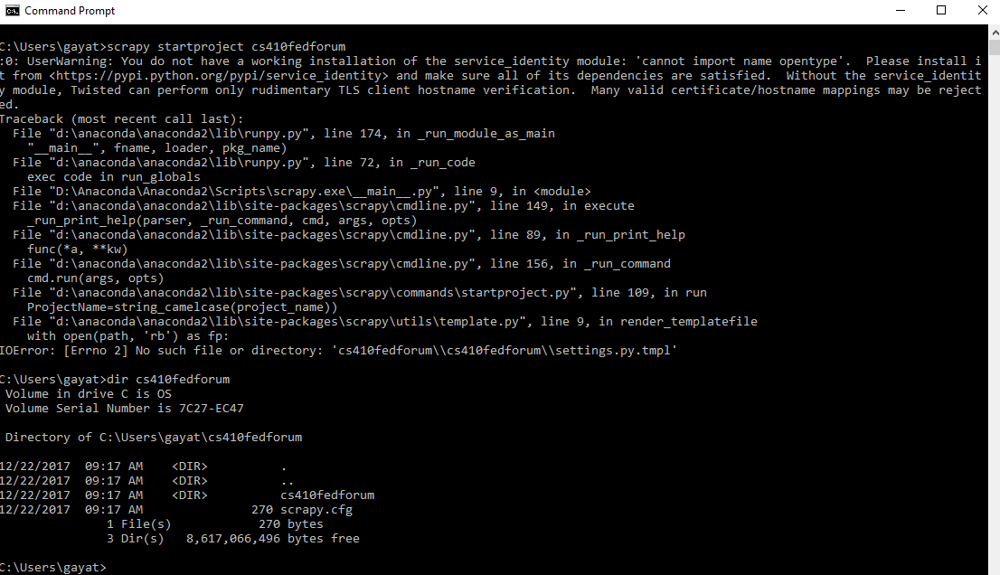 Command Prompt
C:\Users\gayat>scrapy startproject cs410fedforum
:0: UserWarning: You do not have a working installation of the service_identity module: 'cannot import name opentype'.  Please install i
t from <https://pypi.python.org/pypi/service_identity> and make sure all of its dependencies are satisfied.  Without the service_identit
y module, Twisted can perform only rudimentary TLS client hostname verification.  Many valid certificate/hostname mappings may be reject
ed.
Traceback (most recent call last):
  File "d:\anaconda\anaconda2\lib\runpy.py", line 174, in _run_module_as_main
    "__main__", fname, loader, pkg_name)
  File "d:\anaconda\anaconda2\lib\runpy.py", line 72, in _run_code
    exec code in run_globals
  File "D:\Anaconda\Anaconda2\Scripts\scrapy.exe\__main__.py", line 9, in <module>
  File "d:\anaconda\anaconda2\lib\site-packages\scrapy\cmdline.py", line 149, in execute
    _run_print_help(parser, _run_command, cmd, args, opts)
  File "d:\anaconda\anaconda2\lib\site-packages\scrapy\cmdline.py", line 89, in _run_print_help
    func(*a, **kw)
  File "d:\anaconda\anaconda2\lib\site-packages\scrapy\cmdline.py", line 156, in _run_command
    cmd.run(args, opts)
  File "d:\anaconda\anaconda2\lib\site-packages\scrapy\commands\startproject.py", line 109, in run
    ProjectName=string_camelcase(project_name))
  File "d:\anaconda\anaconda2\lib\site-packages\scrapy\utils\template.py", line 9, in render_templatefile
    with open(path, 'rb') as fp:
IOError: [Errno 2] No such file or directory: 'cs410fedforum\\cs410fedforum\\settings.py.tmpl'
C:\Users\gayat>dir cs410fedforum
 Volume in drive C is OS
 Volume Serial Number is 7C27-EC47
 Directory of C:\Users\gayat\cs410fedforum
12/22/2017  09:17 AM    <DIR>          .
12/22/2017  09:17 AM    <DIR>          ..
12/22/2017  09:17 AM    <DIR>          cs410fedforum
12/22/2017  09:17 AM               270 scrapy.cfg
               1 File(s)            270 bytes
               3 Dir(s)   8,617,066,496 bytes free
C:\Users\gayat>